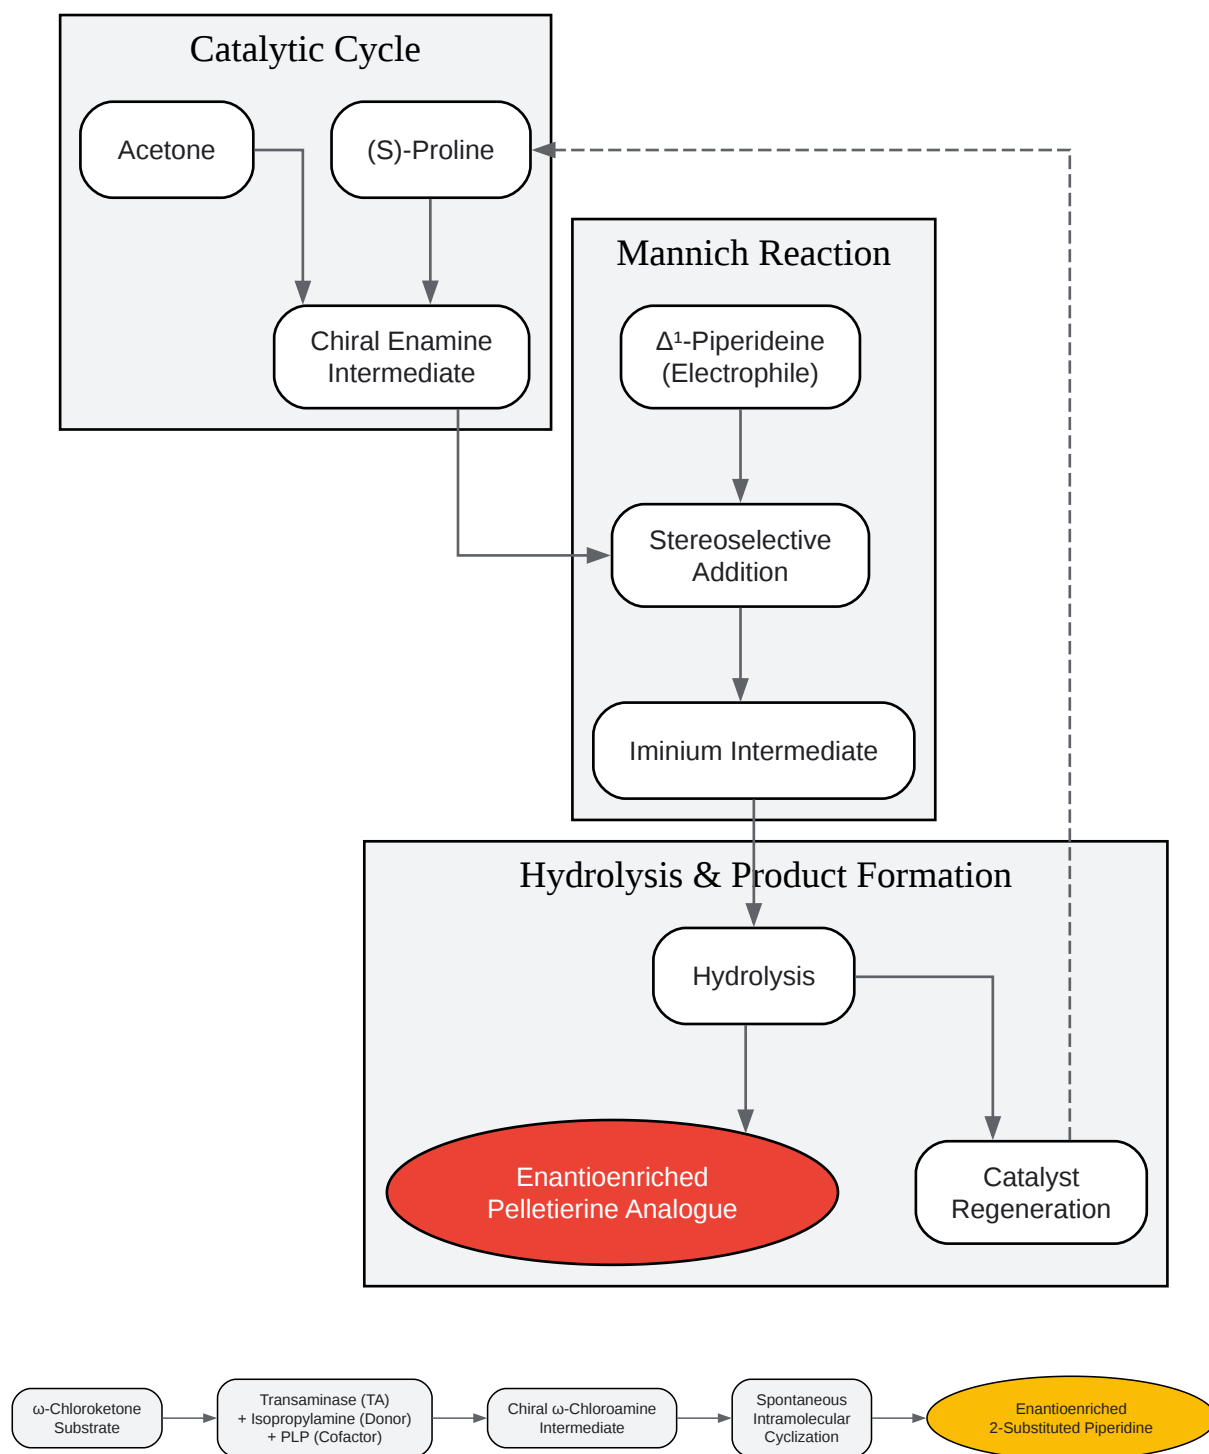 Catalytic Cycle
Acetone
(S)-Proline
Chiral Enamine
Intermediate
Mannich Reaction
Δ¹-Piperideine
(Electrophile)
Stereoselective
Addition
Iminium Intermediate
Hydrolysis & Product Formation
Hydrolysis
Enantioenriched
Pelletierine Analogue
Catalyst
Regeneration
ω-Chloroketone
Substrate
Transaminase (TA)
+ Isopropylamine (Donor)
+ PLP (Cofactor)
Chiral ω-Chloroamine
Intermediate
Spontaneous
Intramolecular
Cyclization
Enantioenriched
2-Substituted Piperidine